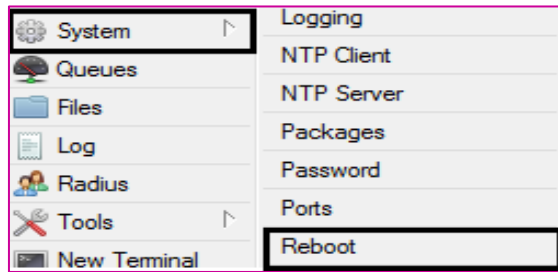 System
Queues
Files
Log
Radius
Tools
New Terminal
Logging
NTP Client
NTP Server
Packages
Password
Ports
Reboot